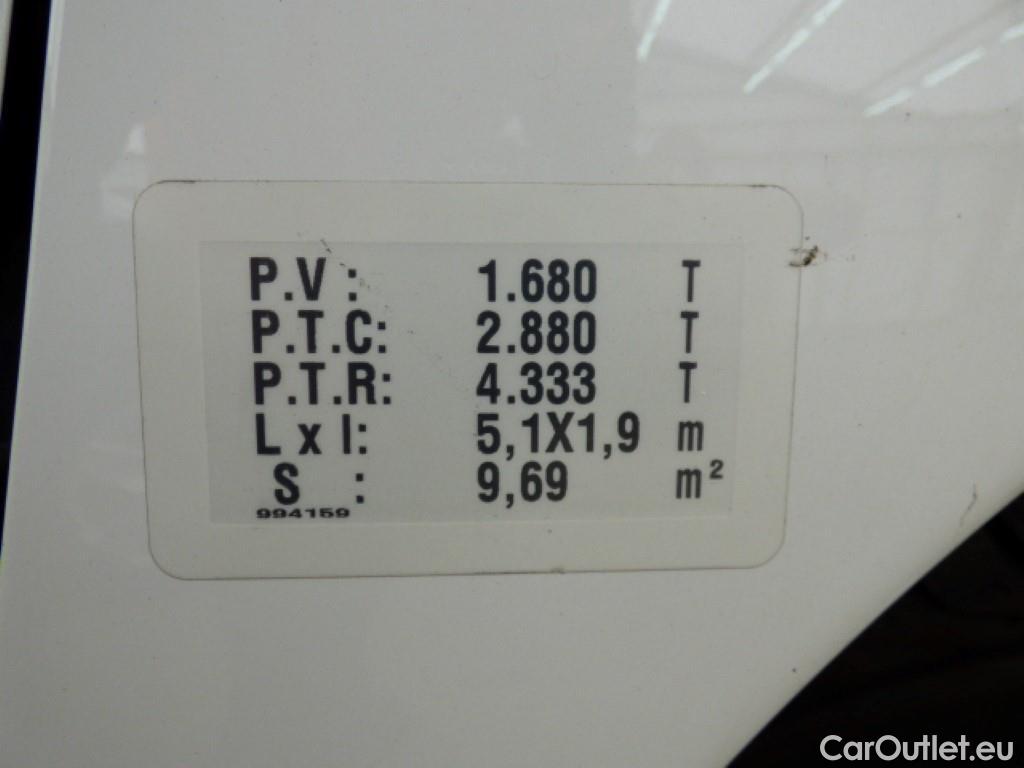 P.V : 1.680 T
P.T.C: 2.880 T
P.T.R: 4.333 T
L x l: 5,1X1,9 m
S : 9,69 m²
994159
CarOutlet.eu